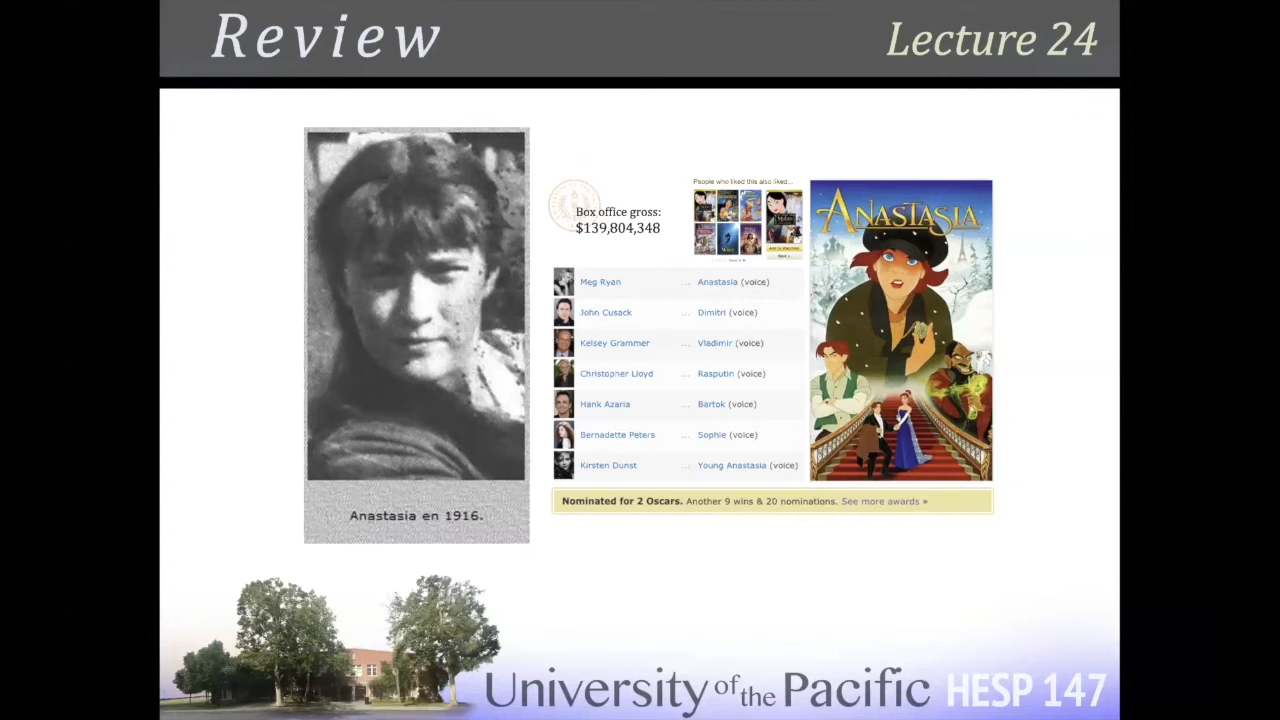 Review
Lecture 24
Anastasia en 1916.
Box office gross:
$139,804,348
People who liked this also liked...
Meg Ryan ... Anastasia (voice)
John Cusack ... Dimitri (voice)
Kelsey Grammer ... Vladimir (voice)
Christopher Lloyd ... Rasputin (voice)
Hank Azaria ... Bartok (voice)
Bernadette Peters ... Sophie (voice)
Kirsten Dunst ... Young Anastasia (voice)
ANASTASIA
Nominated for 2 Oscars. Another 9 wins & 20 nominations. See more awards »
University of the Pacific HESP 147